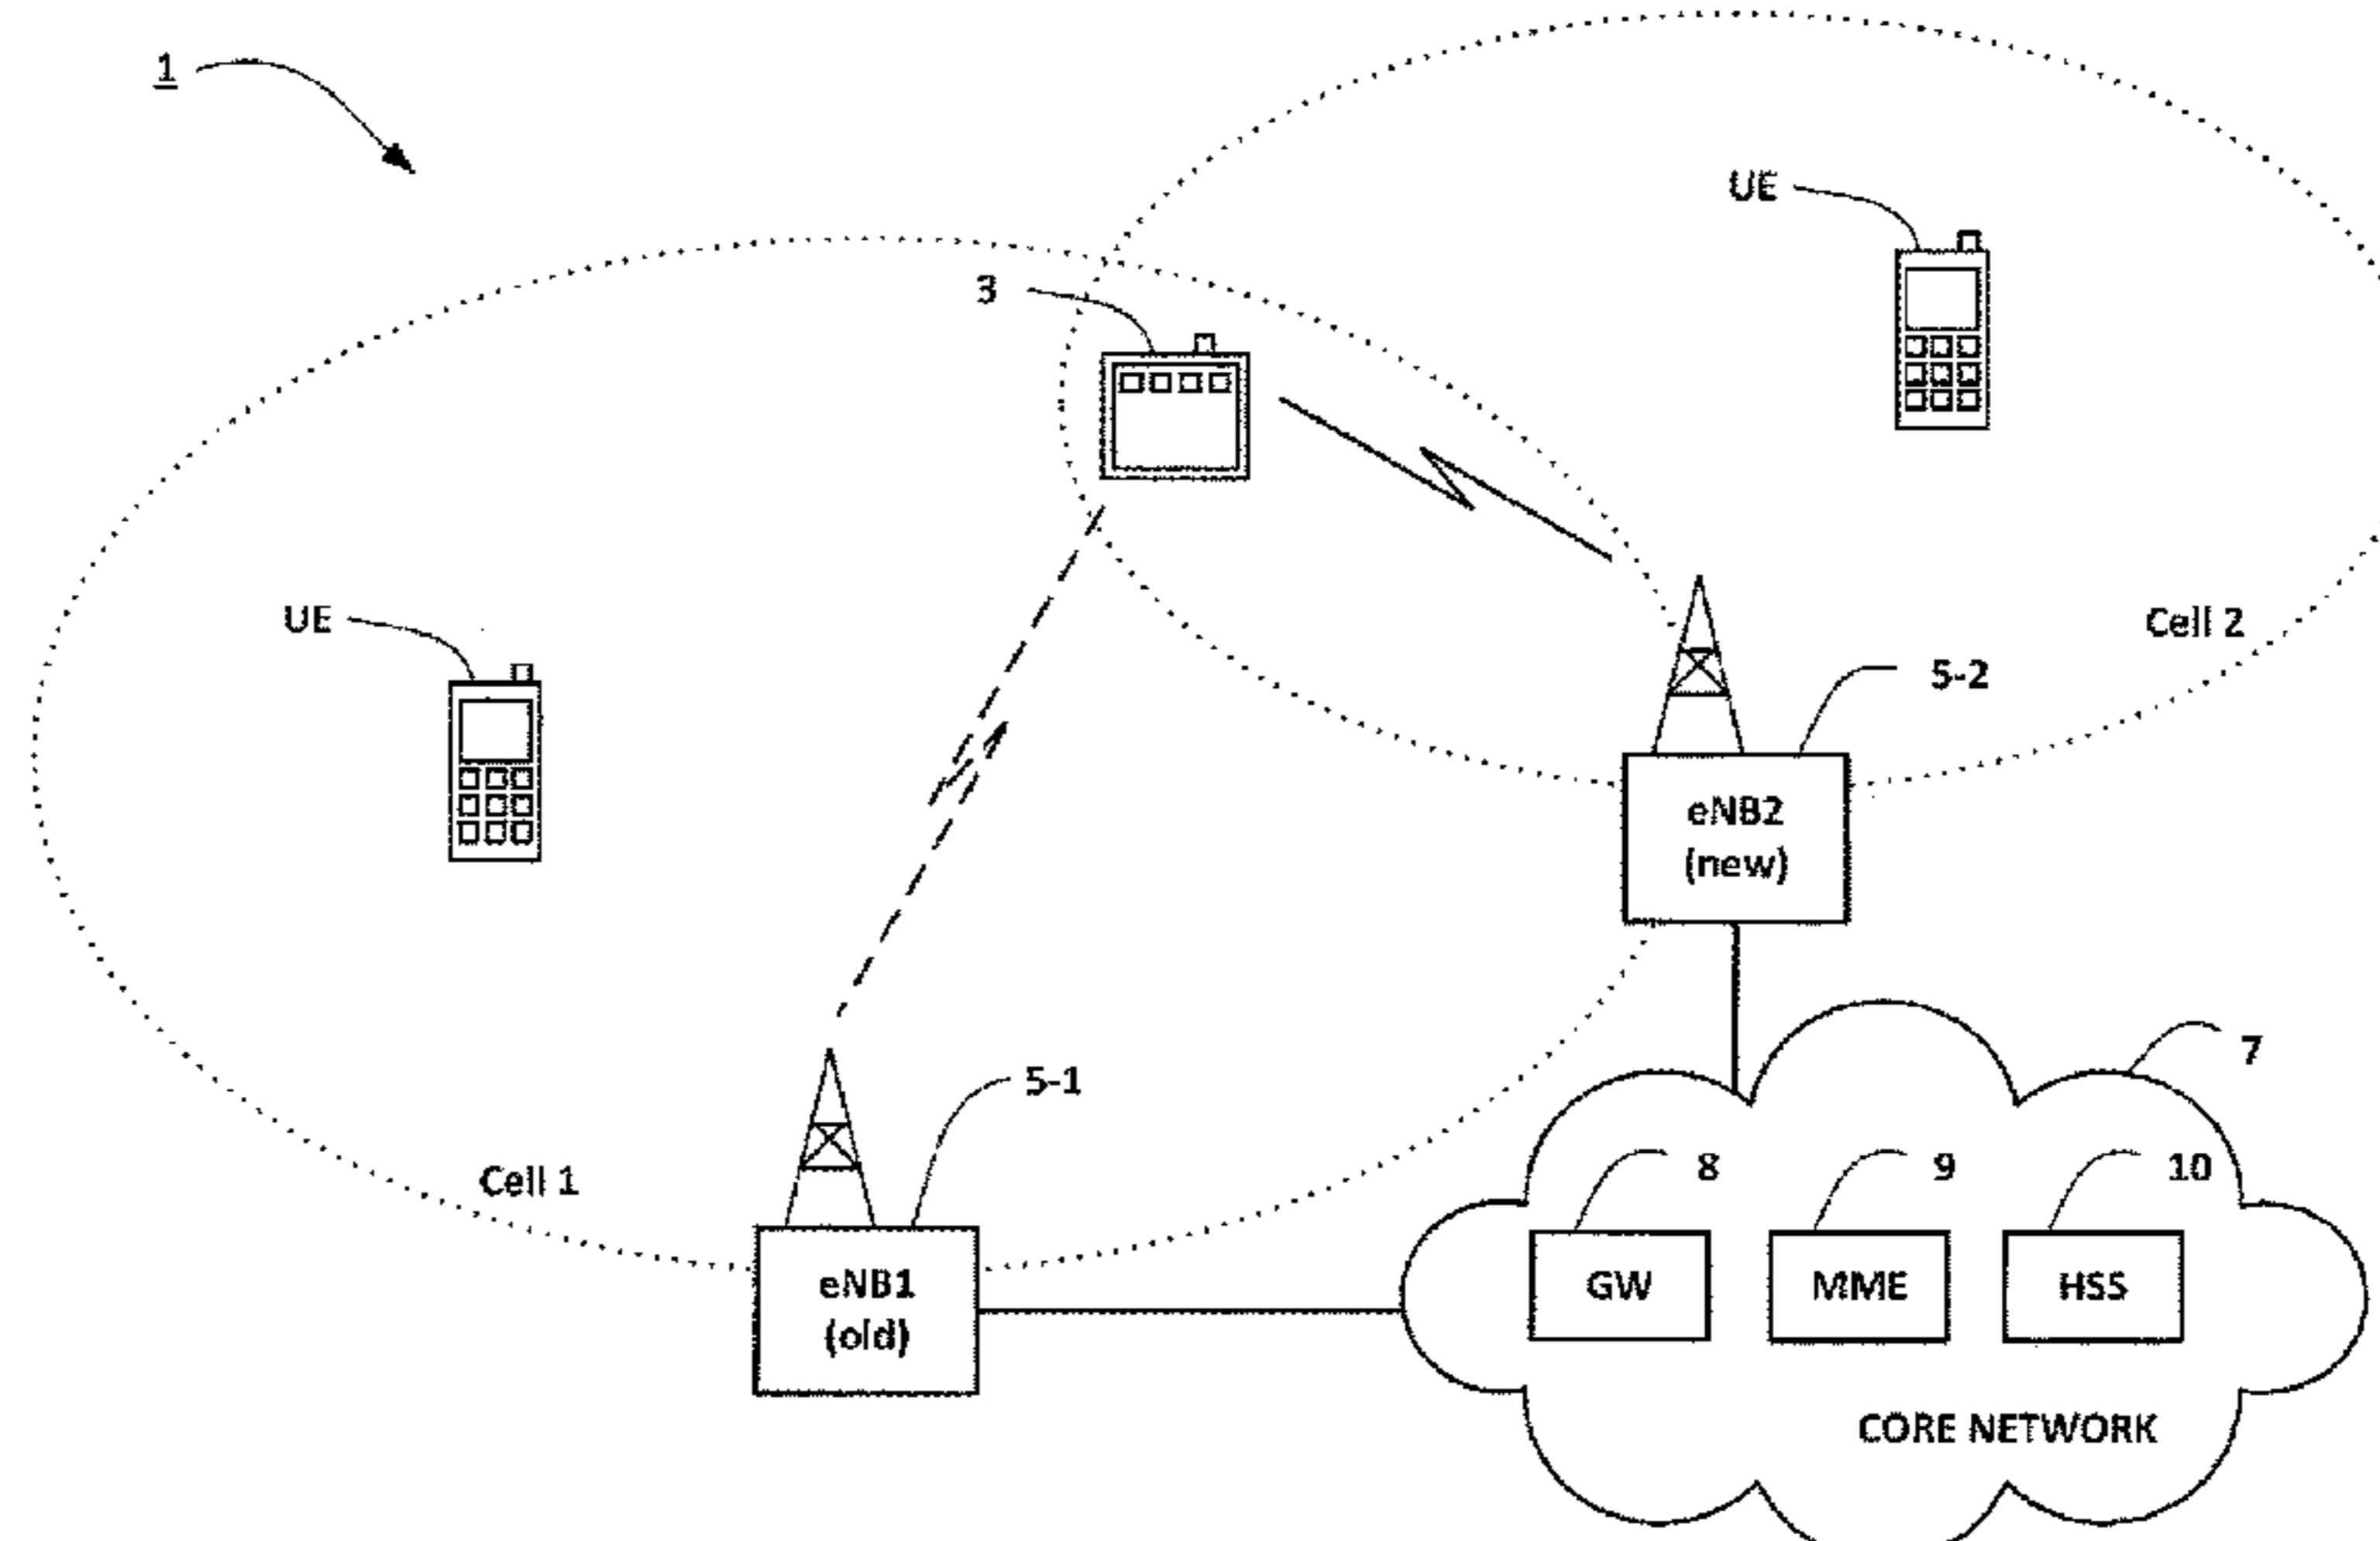 1
UE
3
UE
Cell 2
5-2
eNB2
(new)
5-1
7
Cell 1
8
9
10
eNB1
(old)
GW
MME
HSS
CORE NETWORK